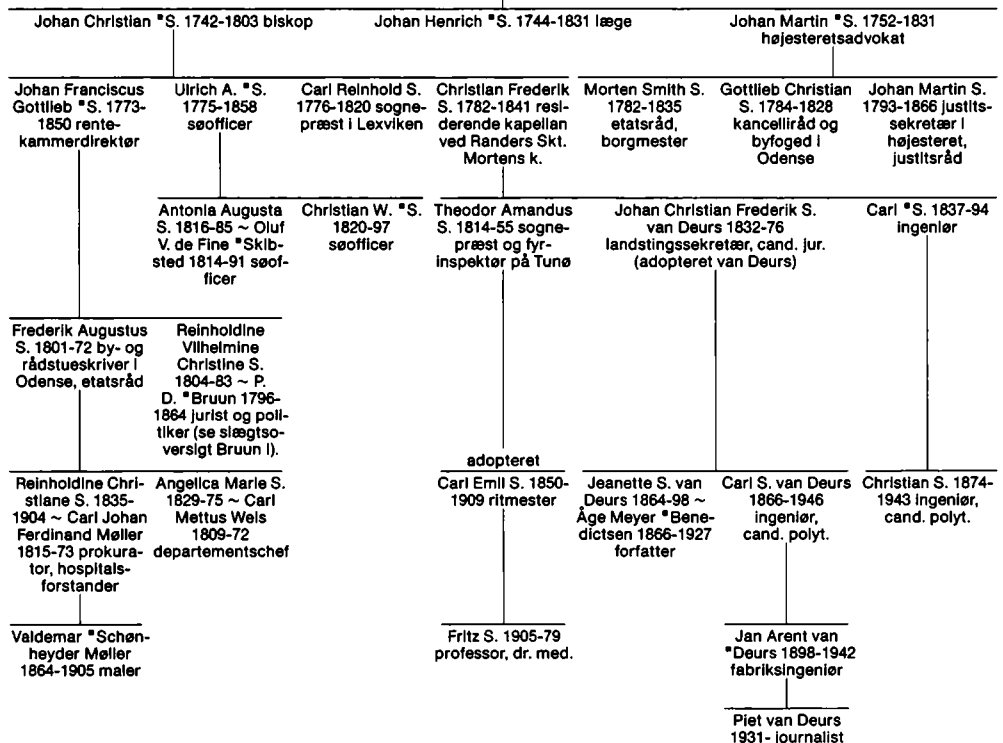 Johan Christian *S. 1742-1803 biskop
Johan Henrich *S. 1744-1831 læge
Johan Martin *S. 1752-1831
højesteretsadvokat
Johan Franciscus
Gottlieb *S. 1773-
1850 rente-
kammerdirektør
Ulrich A. *S.
1775-1858
søofficer
Carl Reinhold S.
1776-1820 sogne-
præst i Lexviken
Christian Frederik
S. 1782-1841 resi-
derende kapellan
ved Randers Skt.
Mortens k.
Morten Smith S.
1782-1835
etatsråd,
borgmester
Gottlieb Christian
S. 1784-1828
kancelliråd og
byfoged i
Odense
Johan Martin S.
1793-1866 justits-
sekretær i
højesteret,
justitsråd
Antonia Augusta
S. 1816-85 ~ Oluf
V. de Fine *Skib-
sted 1814-91 søof-
ficer
Christian W. *S.
1820-97
søofficer
Theodor Amandus
S. 1814-55 sogne-
præst og fyr-
inspektør på Tunø
Johan Christian Frederik S.
van Deurs 1832-76
landstingssekretær, cand. jur.
(adopteret van Deurs)
Carl *S. 1837-94
ingeniør
Frederik Augustus
S. 1801-72 by- og
rådstueskriver i
Odense, etatsråd
Reinholdine
Vilhelmine
Christine S.
1804-83 ~ P.
D. *Bruun 1796-
1864 jurist og poli-
tiker (se slægtso-
versigt Bruun I).
Reinholdine Chri-
stiane S. 1835-
1904 ~ Carl Johan
Ferdinand Møller
1815-73 prokura-
tor, hospitals-
forstander
Angelica Marie S.
1829-75 ~ Carl
Mettus Weis
1809-72
departementschef
adopteret
Carl Emil S. 1850-
1909 ritmester
Jeanette S. van
Deurs 1864-98 ~
Åge Meyer *Bene-
dictsen 1866-1927
forfatter
Carl S. van Deurs
1866-1946
ingeniør,
cand. polyt.
Christian S. 1874-
1943 ingeniør,
cand. polyt.
Valdemar *Schøn-
heyder Møller
1864-1905 maler
Fritz S. 1905-79
professor, dr. med.
Jan Arent van
*Deurs 1898-1942
fabriksingeniør
Piet van Deurs
1931- journalist